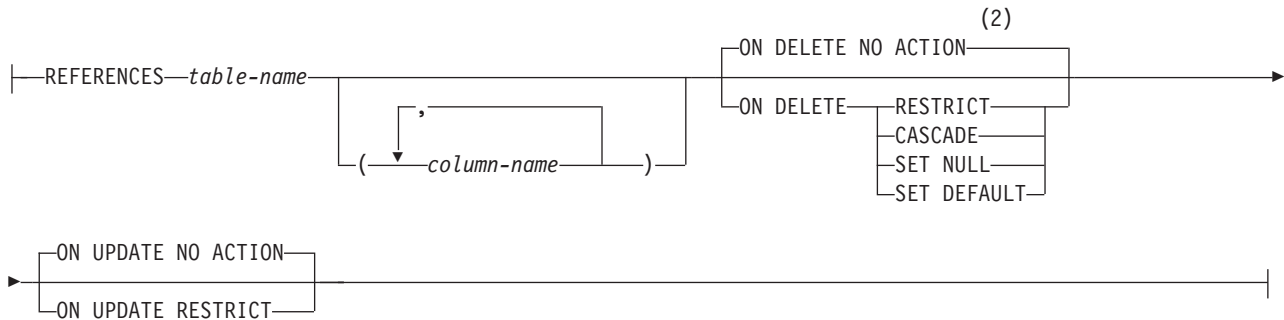 (2)
ON DELETE NO ACTION
REFERENCES table-name
ON DELETE RESTRICT
,
CASCADE
( column-name )
SET NULL
SET DEFAULT
ON UPDATE NO ACTION
ON UPDATE RESTRICT